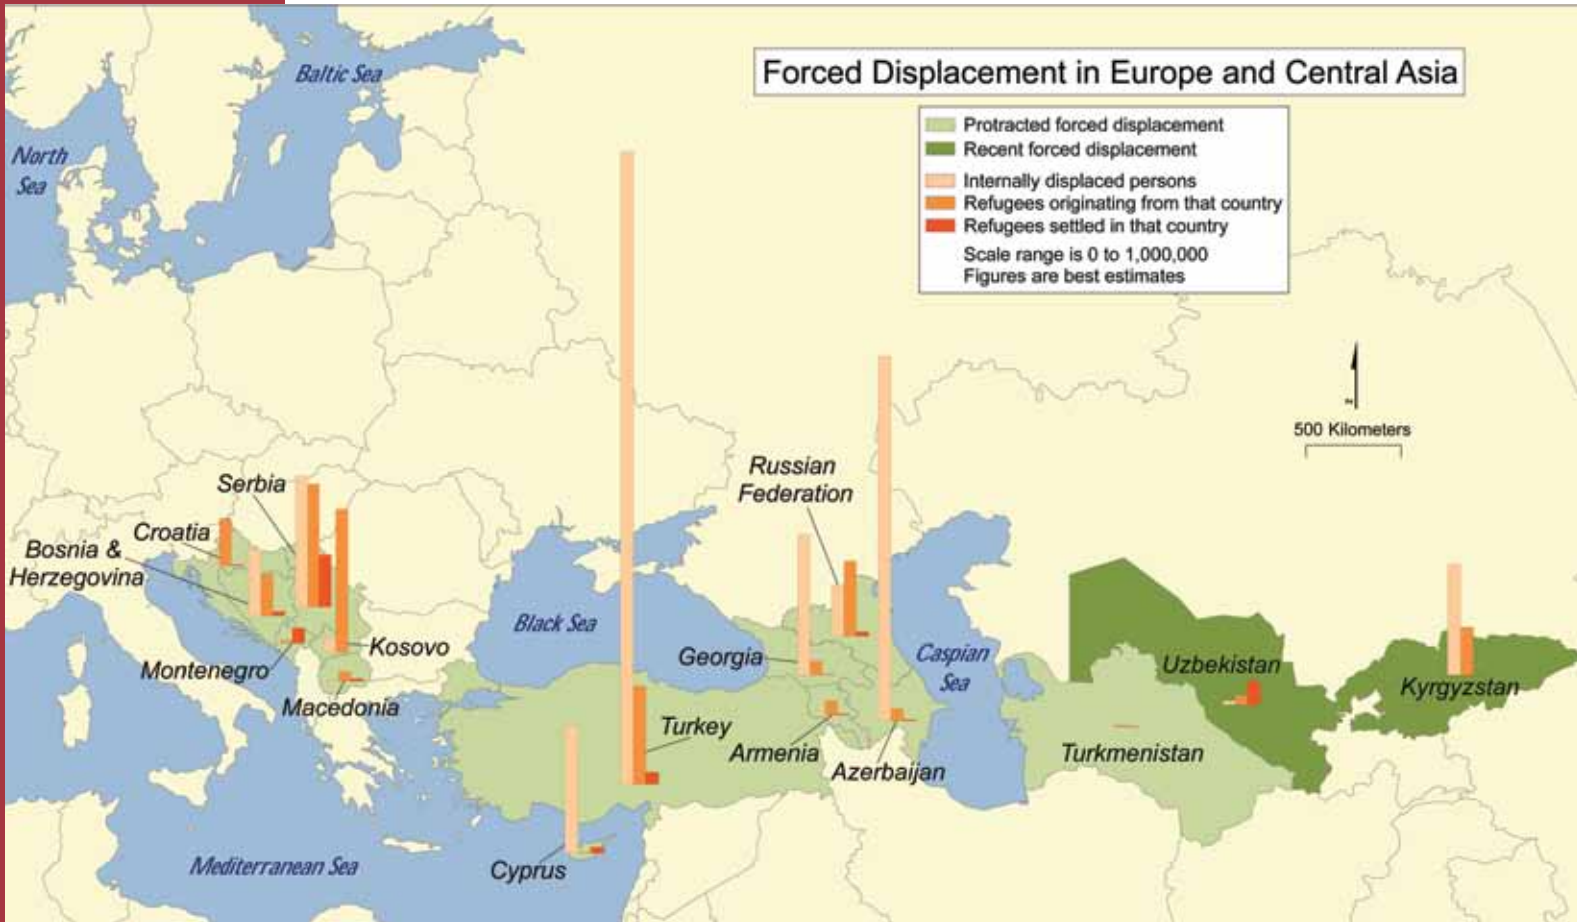 Forced Displacement in Europe and Central Asia
Protracted forced displacement
Recent forced displacement
Internally displaced persons
Refugees originating from that country
Refugees settled in that country
Scale range is 0 to 1,000,000
Figures are best estimates
N
500 Kilometers
Baltic Sea
North
Sea
Serbia
Croatia
Bosnia &
Herzegovina
Montenegro
Kosovo
Macedonia
Black Sea
Russian
Federation
Georgia
Caspian
Sea
Turkey
Armenia
Azerbaijan
Uzbekistan
Kyrgyzstan
Turkmenistan
Cyprus
Mediterranean Sea